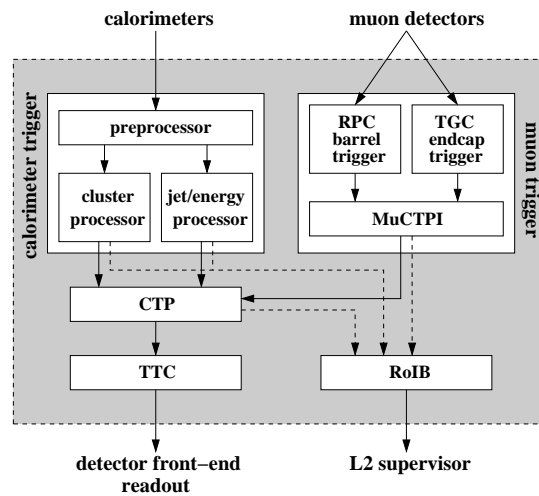 calorimeters
muon detectors
calorimeter trigger
preprocessor
cluster
processor
jet/energy
processor
RPC
barrel
trigger
TGC
endcap
trigger
MuCTPI
muon trigger
CTP
TTC
RoIB
detector front−end
readout
L2 supervisor